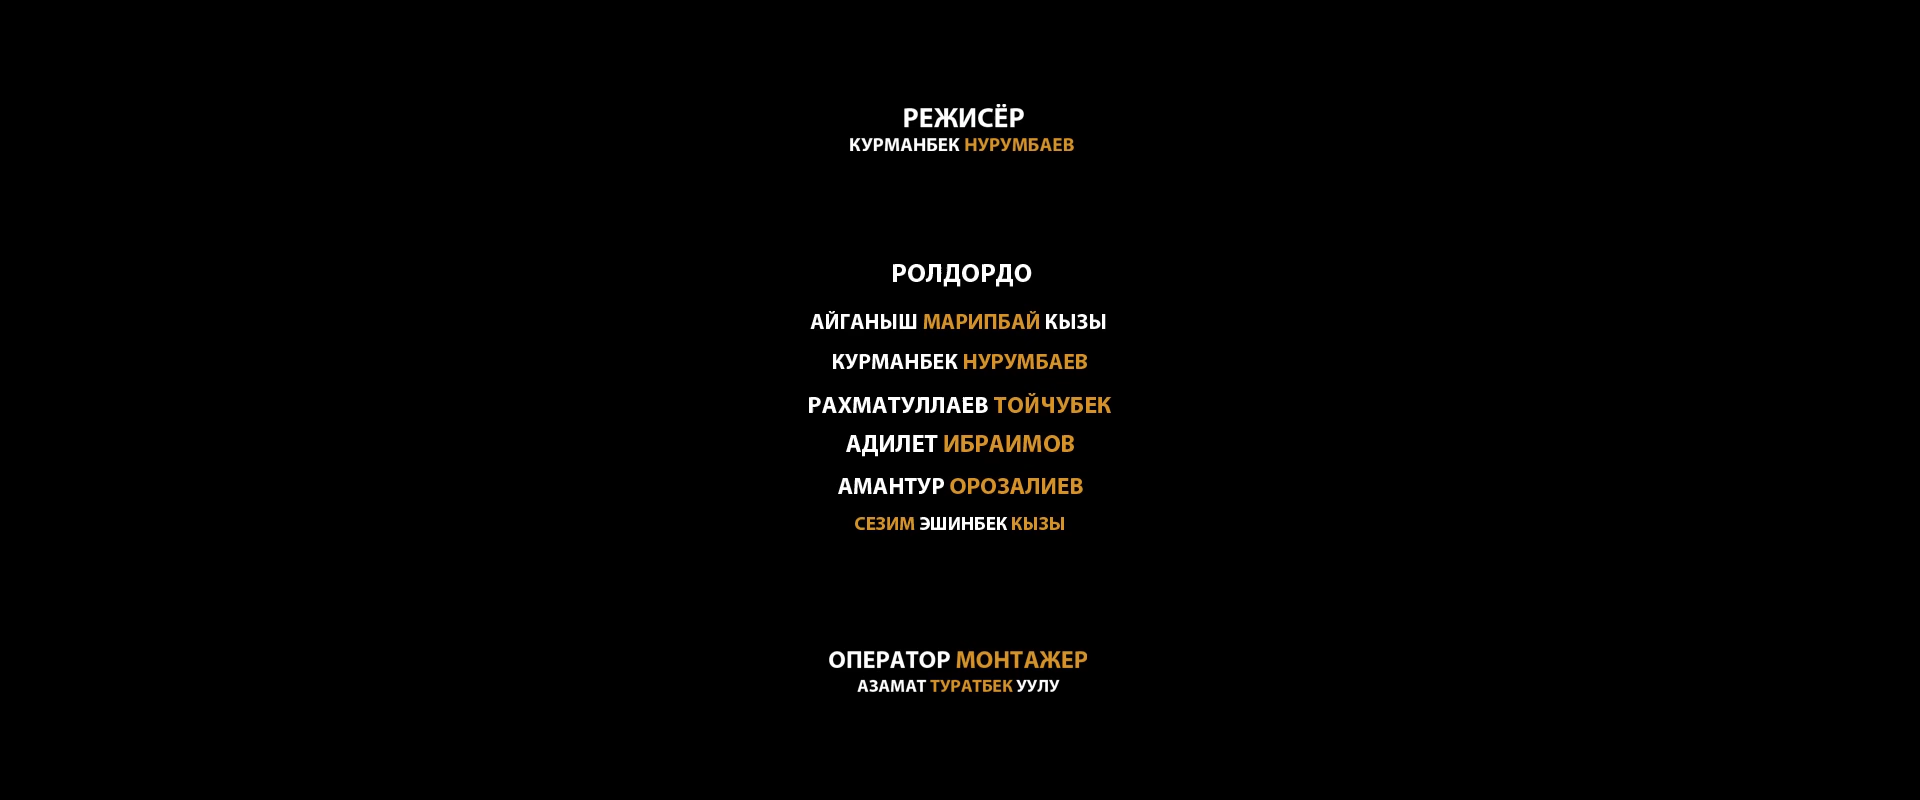 РЕЖИСЁР
КУРМАНБЕК НУРУМБАЕВ
РОЛДОРДО
АЙГАНЫШ МАРИПБАЙ КЫЗЫ
КУРМАНБЕК НУРУМБАЕВ
РАХМАТУЛЛАЕВ ТОЙЧУБЕК
АДИЛЕТ ИБРАИМОВ
АМАНТУР ОРОЗАЛИЕВ
СЕЗИМ ЭШИНБЕК КЫЗЫ
ОПЕРАТОР МОНТАЖЕР
АЗАМАТ ТУРАТБЕК УУЛУ